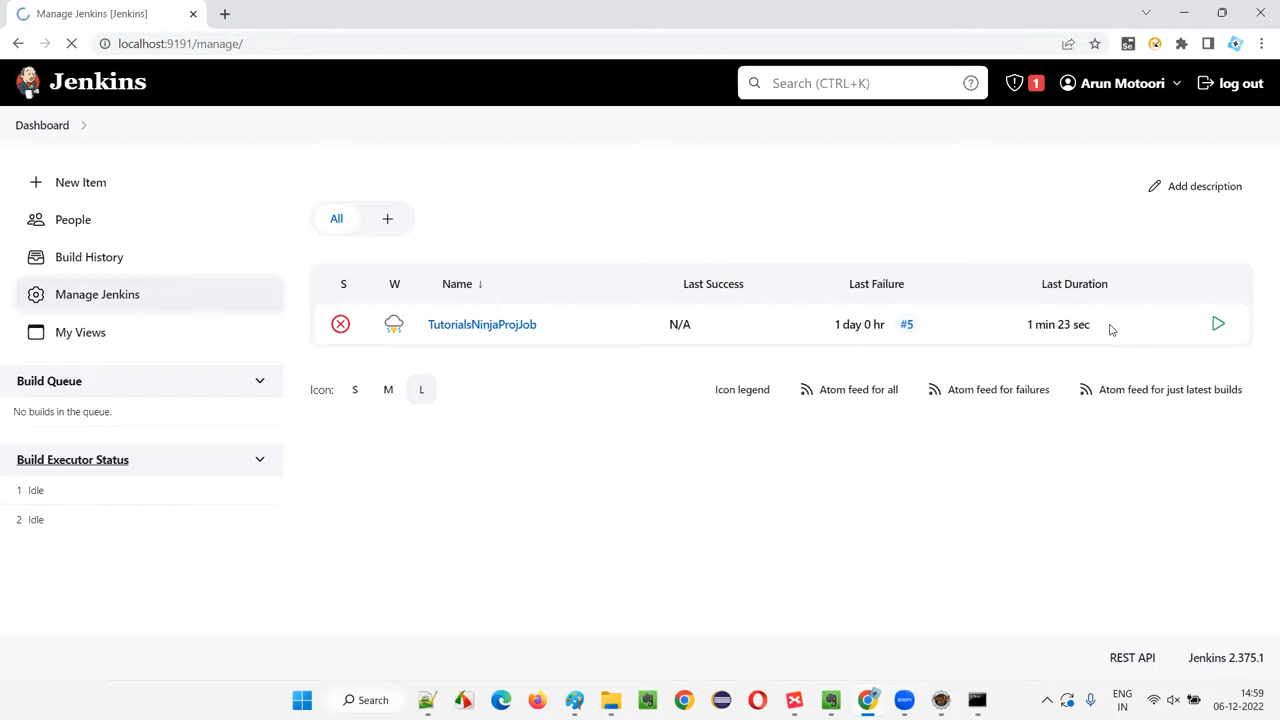 Manage Jenkins [Jenkins]
localhost:9191/manage/
Jenkins
Search (CTRL+K)
1
Arun Motoori
log out
Dashboard
New Item
People
Build History
Manage Jenkins
My Views
Build Queue
No builds in the queue.
Build Executor Status
1 Idle
2 Idle
Add description
All
S W Name ↓ Last Success Last Failure Last Duration
TutorialsNinjaProjJob N/A 1 day 0 hr #5 1 min 23 sec
Icon: S M L
Icon legend Atom feed for all Atom feed for failures Atom feed for just latest builds
REST API Jenkins 2.375.1
Search
ENG
IN
14:59
06-12-2022